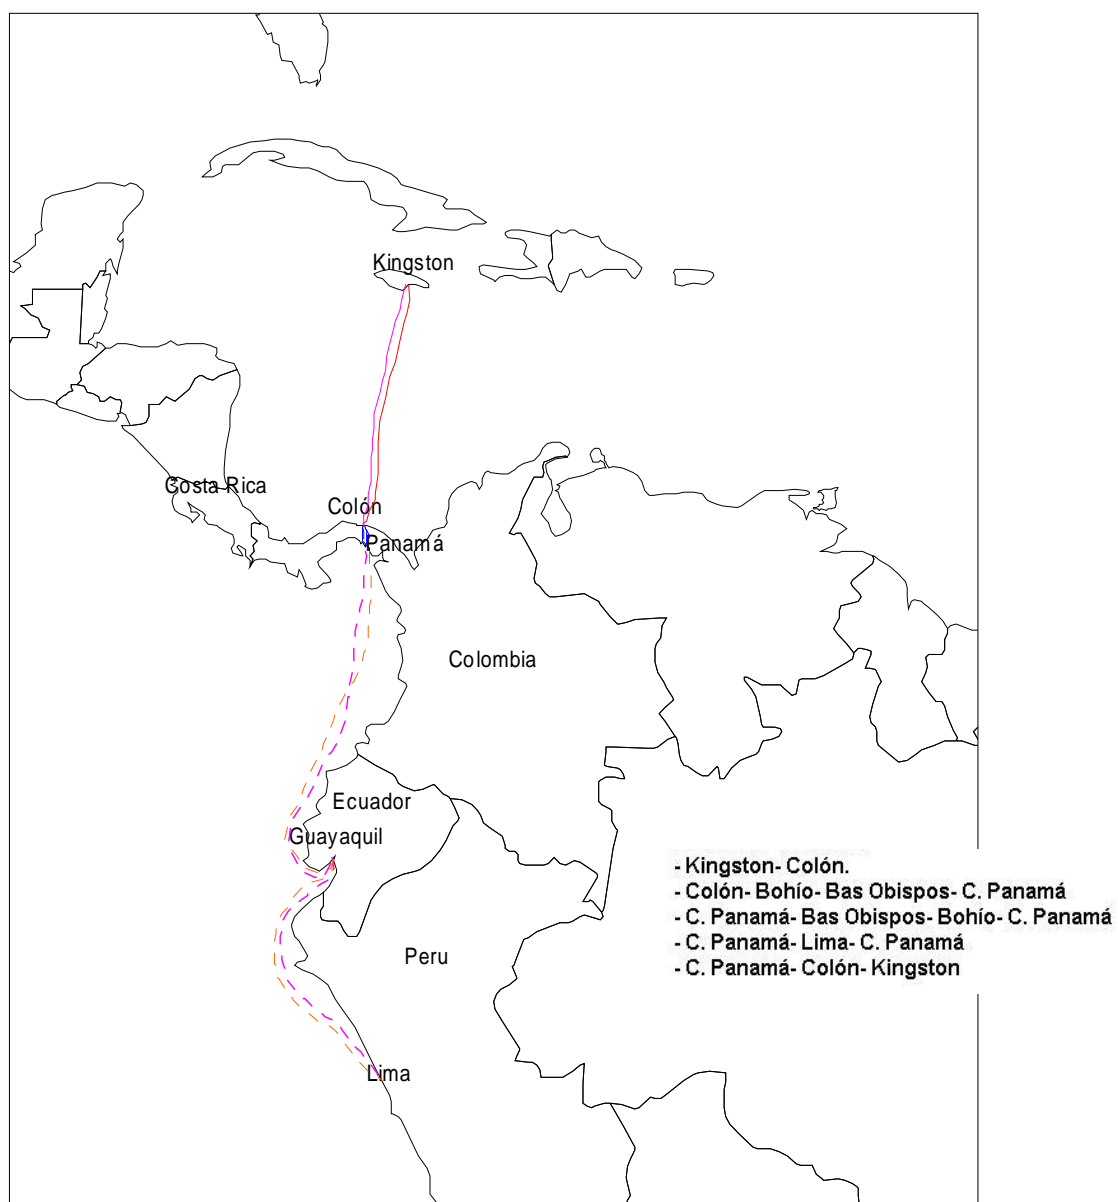 Kingston
Costa Rica
Colón
Panamá
Colombia
Ecuador
Guayaquil
- Kingston- Colón.
- Colón- Bohío- Bas Obispos- C. Panamá
- C. Panamá- Bas Obispos- Bohío- C. Panamá
- C. Panamá- Lima- C. Panamá
- C. Panamá- Colón- Kingston
Peru
Lima